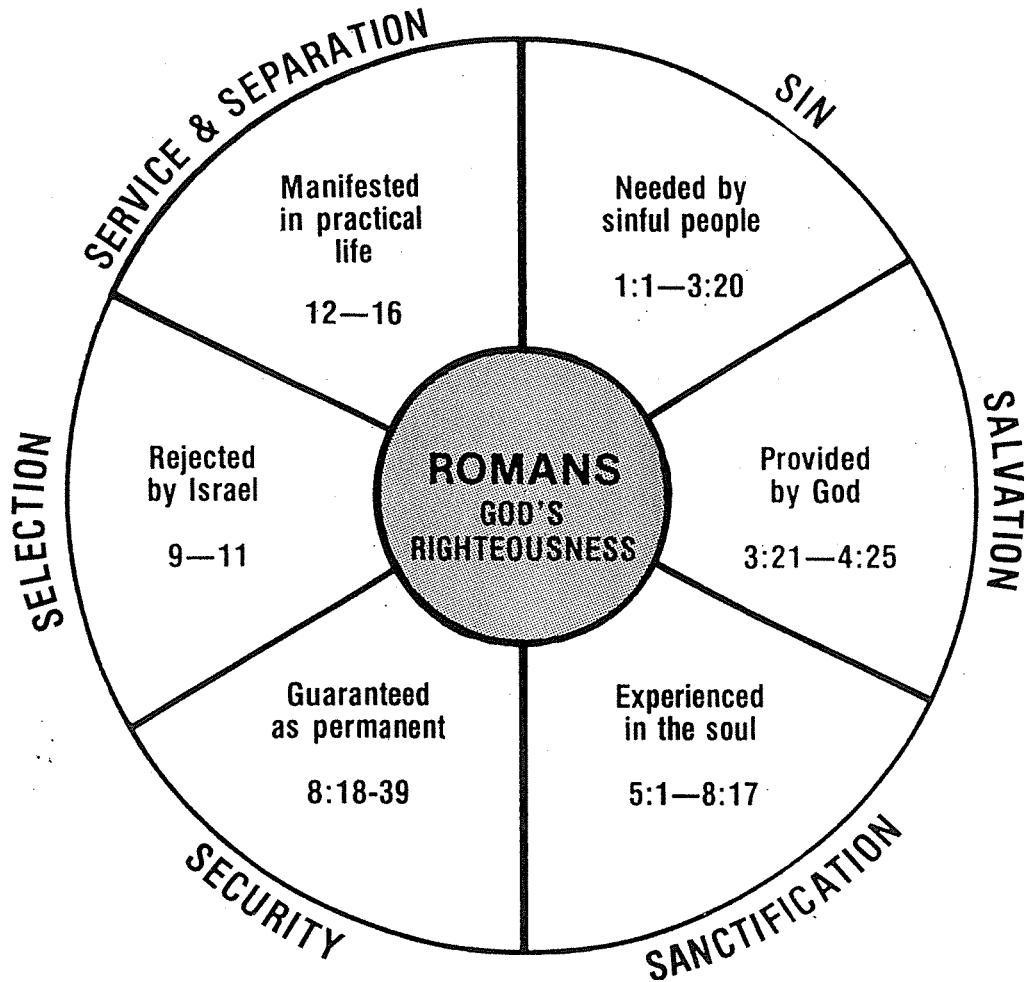 ROMANS
GOD'S
RIGHTEOUSNESS
SIN
Needed by
sinful people
1:1—3:20
SALVATION
Provided
by God
3:21—4:25
SANCTIFICATION
Experienced
in the soul
5:1—8:17
SECURITY
Guaranteed
as permanent
8:18-39
SELECTION
Rejected
by Israel
9—11
SERVICE & SEPARATION
Manifested
in practical
life
12—16